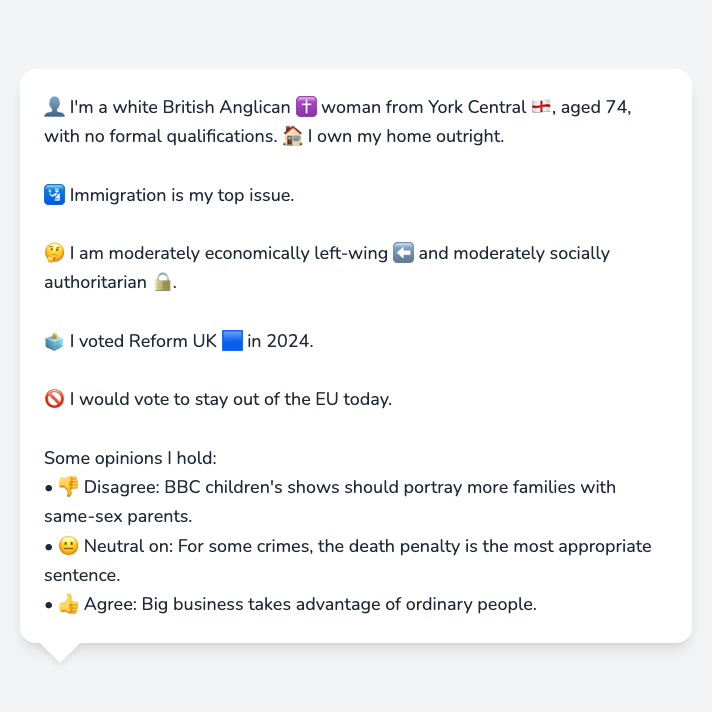 👤 I'm a white British Anglican ✝️ woman from York Central 🏴󠁧󠁢󠁥󠁮󠁧󠁿, aged 74,
with no formal qualifications. 🏠 I own my home outright.
🛂 Immigration is my top issue.
🤔 I am moderately economically left-wing ⬅️ and moderately socially
authoritarian 🔒.
🗳️ I voted Reform UK 🟦 in 2024.
🚫 I would vote to stay out of the EU today.
Some opinions I hold:
• 👎 Disagree: BBC children's shows should portray more families with
same-sex parents.
• 😐 Neutral on: For some crimes, the death penalty is the most appropriate
sentence.
• 👍 Agree: Big business takes advantage of ordinary people.